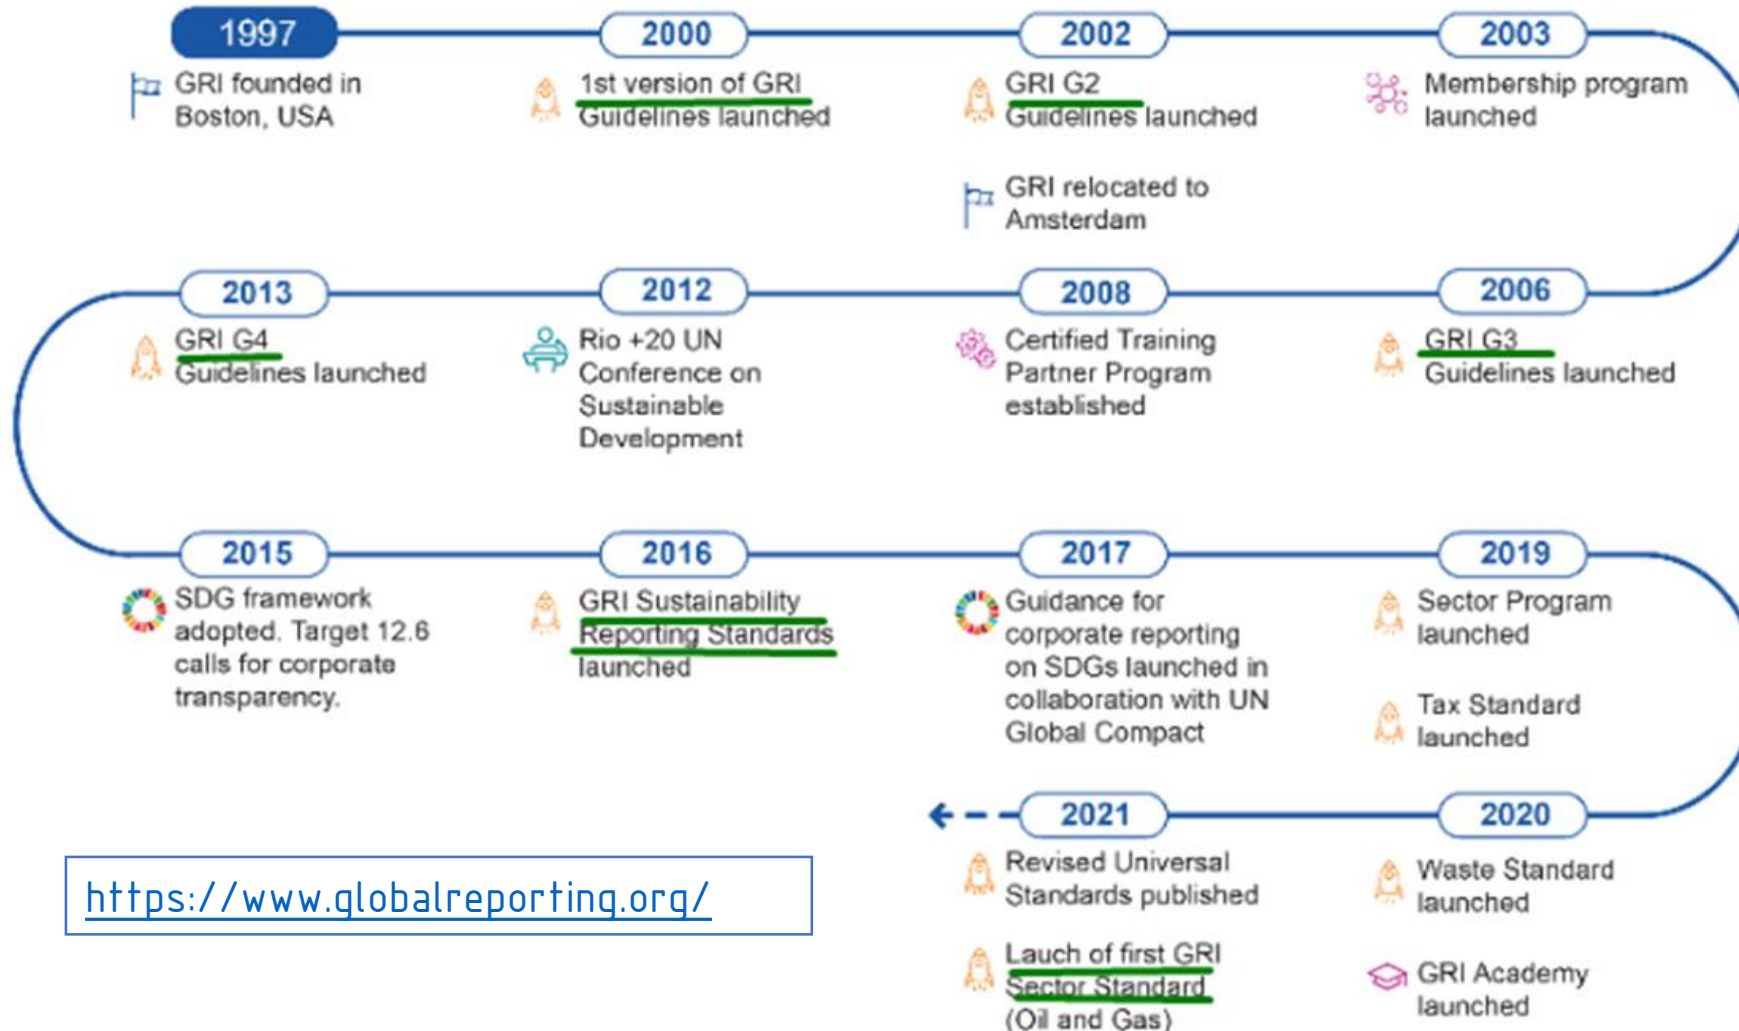 1997
GRI founded in
Boston, USA
2000
1st version of GRI
Guidelines launched
2002
GRI G2
Guidelines launched
GRI relocated to
Amsterdam
2003
Membership program
launched
2006
GRI G3
Guidelines launched
2008
Certified Training
Partner Program
established
2012
Rio +20 UN
Conference on
Sustainable
Development
2013
GRI G4
Guidelines launched
2015
SDG framework
adopted. Target 12.6
calls for corporate
transparency.
2016
GRI Sustainability
Reporting Standards
launched
2017
Guidance for
corporate reporting
on SDGs launched in
collaboration with UN
Global Compact
2019
Sector Program
launched
Tax Standard
launched
2020
Waste Standard
launched
GRI Academy
launched
2021
Revised Universal
Standards published
Lauch of first GRI
Sector Standard
(Oil and Gas)
https://www.globalreporting.org/